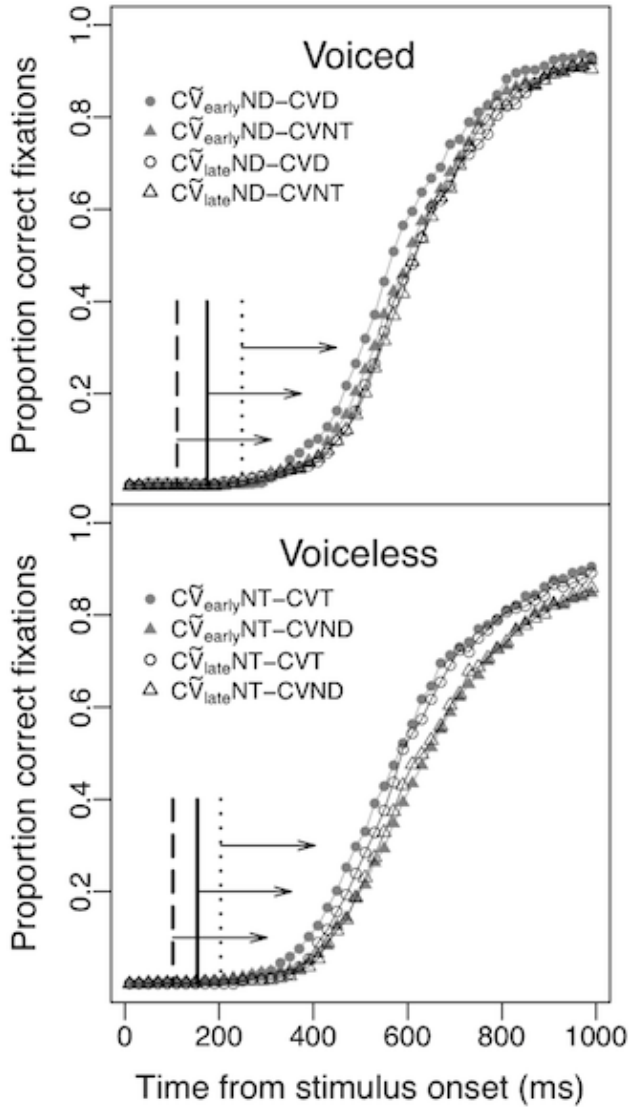 Voiced
CṼearlyND–CVD
CṼearlyND–CVNT
CṼlateND–CVD
CṼlateND–CVNT
Proportion correct fixations
1.0
0.8
0.6
0.4
0.2
Voiceless
CṼearlyNT–CVT
CṼearlyNT–CVND
CṼlateNT–CVT
CṼlateNT–CVND
Proportion correct fixations
1.0
0.8
0.6
0.4
0.2
0 200 400 600 800 1000
Time from stimulus onset (ms)